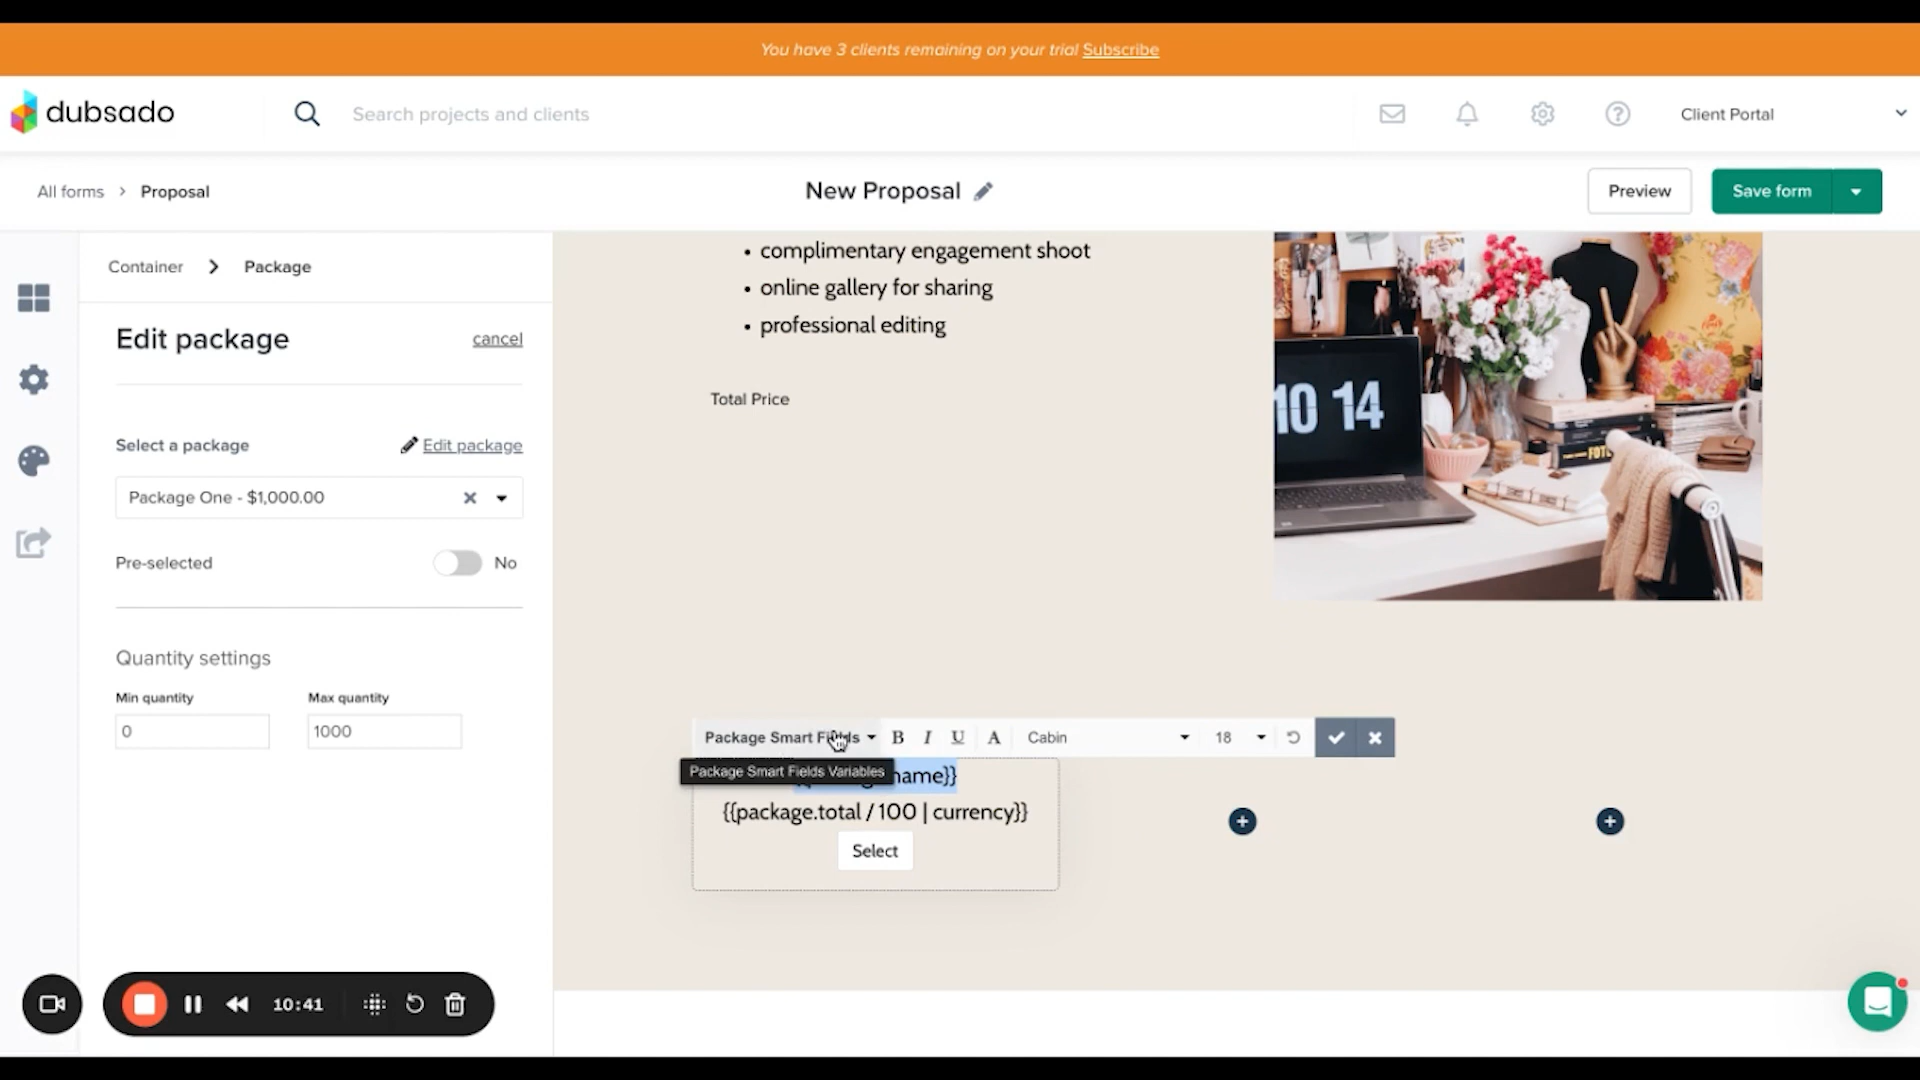 You have 3 clients remaining on your trial Subscribe
dubsado
Search projects and clients
Client Portal
All forms > Proposal
New Proposal
Preview
Save form
Container > Package
Edit package
cancel
Select a package
Edit package
Package One - $1,000.00
Pre-selected
No
Quantity settings
Min quantity
Max quantity
0
1000
• complimentary engagement shoot
• online gallery for sharing
• professional editing
Total Price
10 14
Package Smart Fields
B I U A
Cabin
18
Package Smart Fields Variables
name}}
{{package.total / 100 | currency}}
Select
10:41